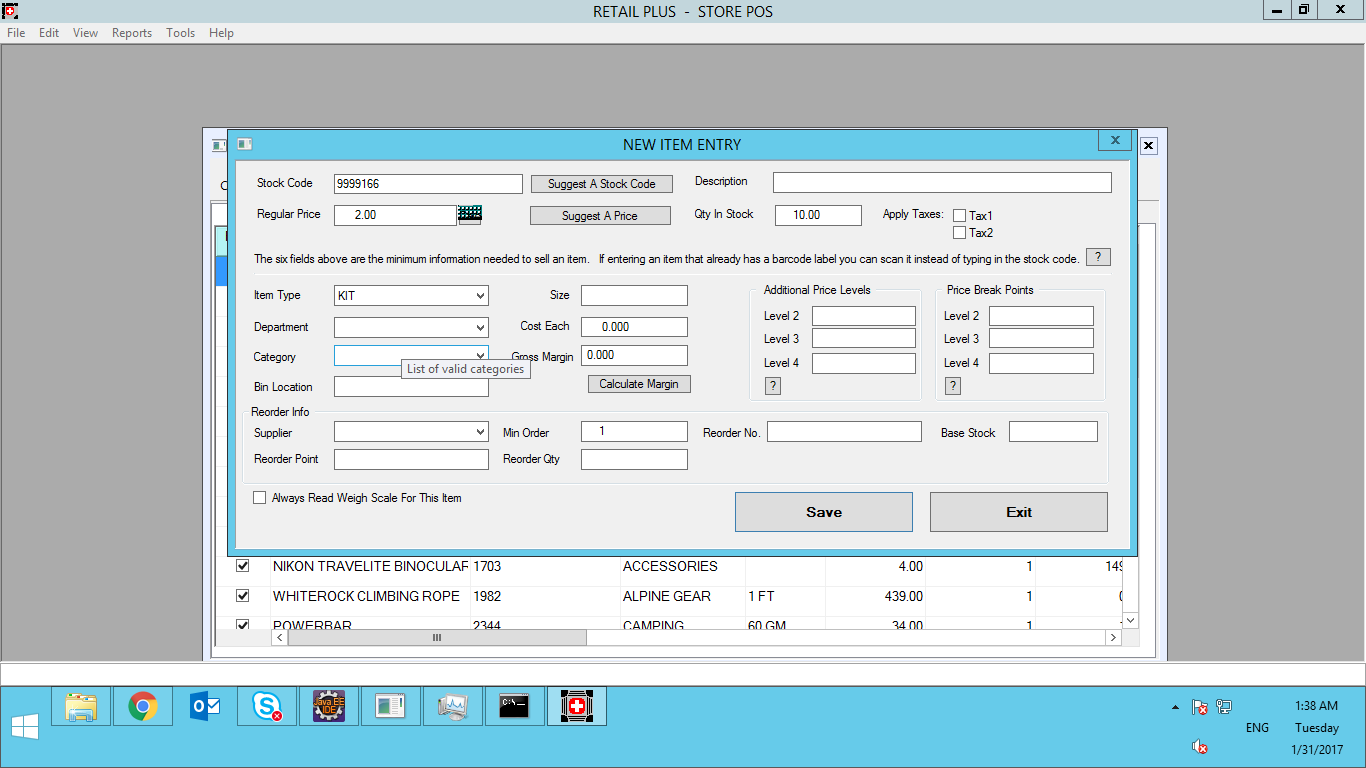 RETAIL PLUS - STORE POS
File Edit View Reports Tools Help
NEW ITEM ENTRY
Stock Code 9999166 Suggest A Stock Code Description
Regular Price 2.00 Suggest A Price Qty In Stock 10.00 Apply Taxes: Tax1
Tax2
The six fields above are the minimum information needed to sell an item. If entering an item that already has a barcode label you can scan it instead of typing in the stock code. ?
Additional Price Levels Price Break Points
Item Type KIT Size
Level 2 Level 2
Department Cost Each 0.000
Level 3 Level 3
Category Gross Margin 0.000
Level 4 Level 4
List of valid categories
Bin Location Calculate Margin ? ?
Reorder Info
Supplier Min Order 1 Reorder No. Base Stock
Reorder Point Reorder Qty
Always Read Weigh Scale For This Item
Save Exit
NIKON TRAVELITE BINOCULAR 1703 ACCESSORIES 4.00 1 149
WHITEROCK CLIMBING ROPE 1982 ALPINE GEAR 1 FT 439.00 1
POWERBAR 2344 CAMPING 60 GM 34.00 1
Java EE
IDE
C:\
1:38 AM
ENG Tuesday
1/31/2017